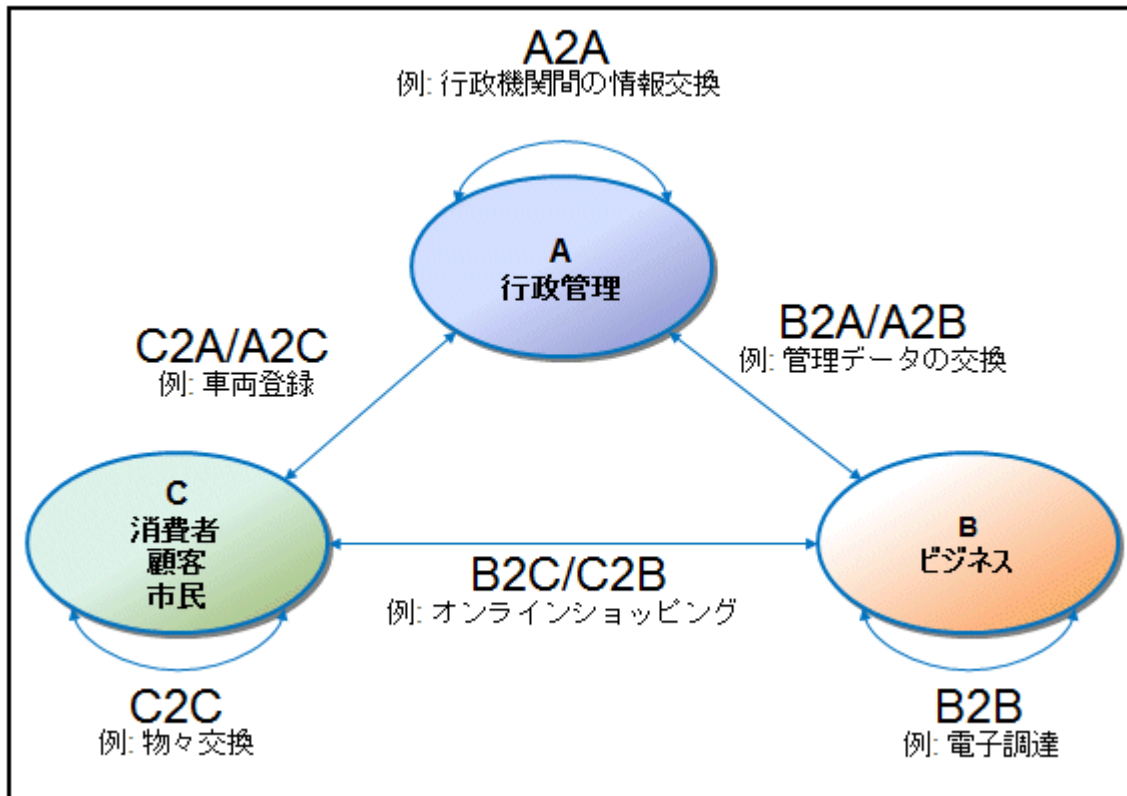 A2A
例: 行政機関間の情報交換
A
行政管理
C2A/A2C
例: 車両登録
B2A/A2B
例: 管理データの交換
C
消費者
顧客
市民
B
ビジネス
B2C/C2B
例: オンラインショッピング
C2C
例: 物々交換
B2B
例: 電子調達